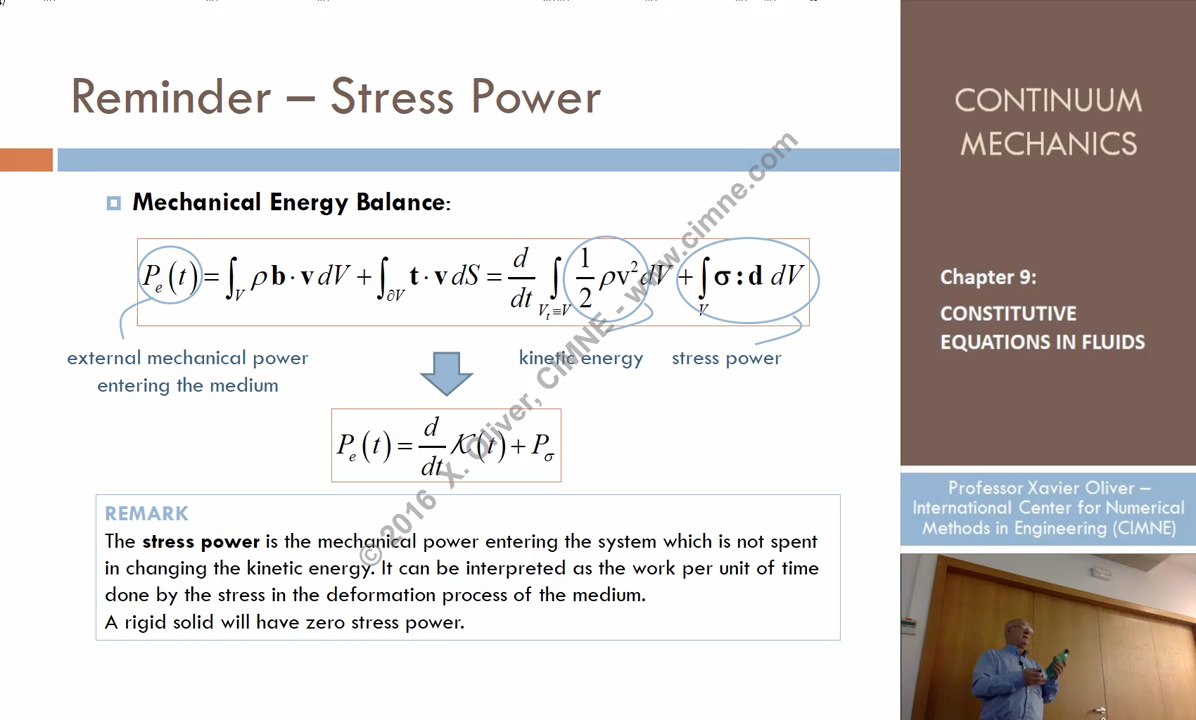 Reminder – Stress Power
Mechanical Energy Balance:
P_e(t) = ∫_V ρ b · v dV + ∫_∂V t · v dS = d/dt ∫_{V_t≡V} 1/2 ρv² dV + ∫_V σ : d dV
external mechanical power
entering the medium
kinetic energy
stress power
P_e(t) = d/dt 𝒦(t) + P_σ
REMARK
The stress power is the mechanical power entering the system which is not spent
in changing the kinetic energy. It can be interpreted as the work per unit of time
done by the stress in the deformation process of the medium.
A rigid solid will have zero stress power.
© 2016 X. Oliver, CIMNE - www.cimne.com
CONTINUUM
MECHANICS
Chapter 9:
CONSTITUTIVE
EQUATIONS IN FLUIDS
Professor Xavier Oliver –
International Center for Numerical
Methods in Engineering (CIMNE)